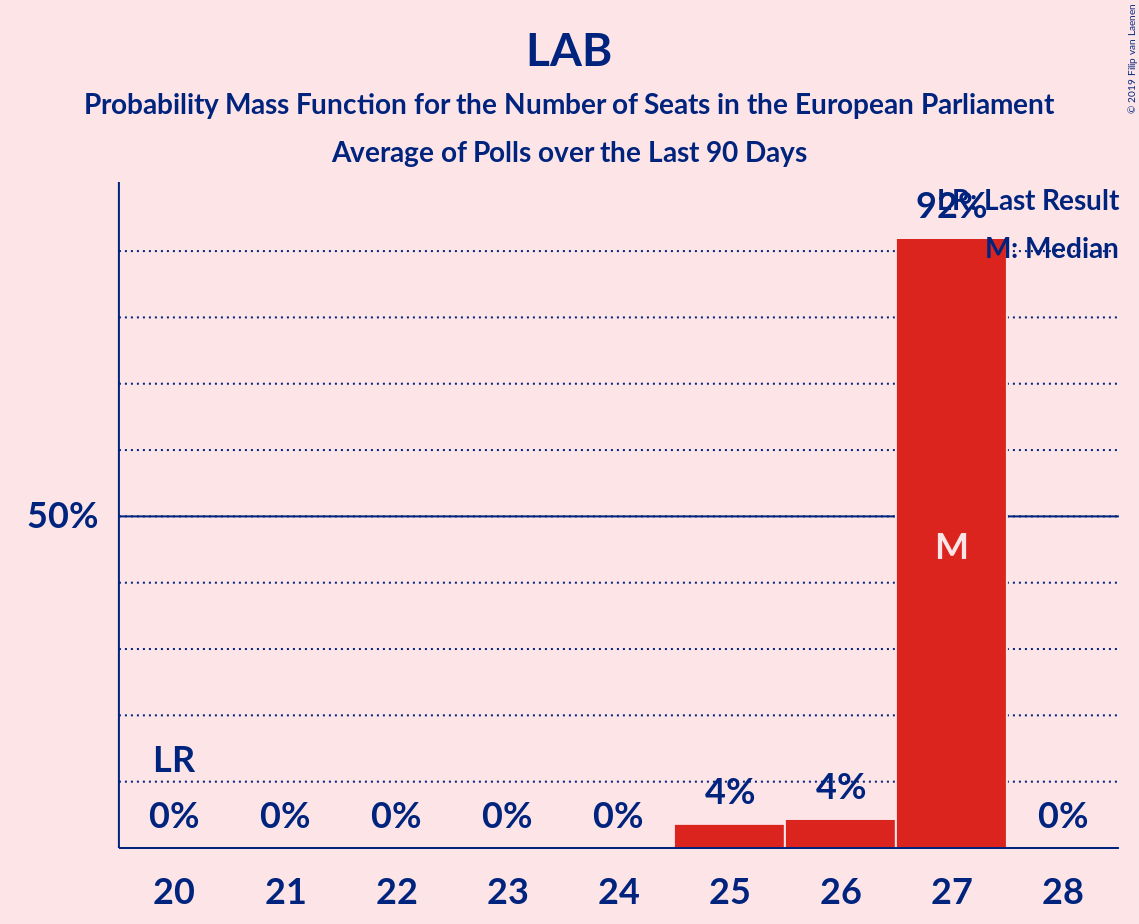 LAB
Probability Mass Function for the Number of Seats in the European Parliament
Average of Polls over the Last 90 Days
© 2019 Filip van Laenen
LR: Last Result
M: Median
92%
50%
M
LR
0% 0% 0% 0% 0% 4% 4% 0%
20 21 22 23 24 25 26 27 28